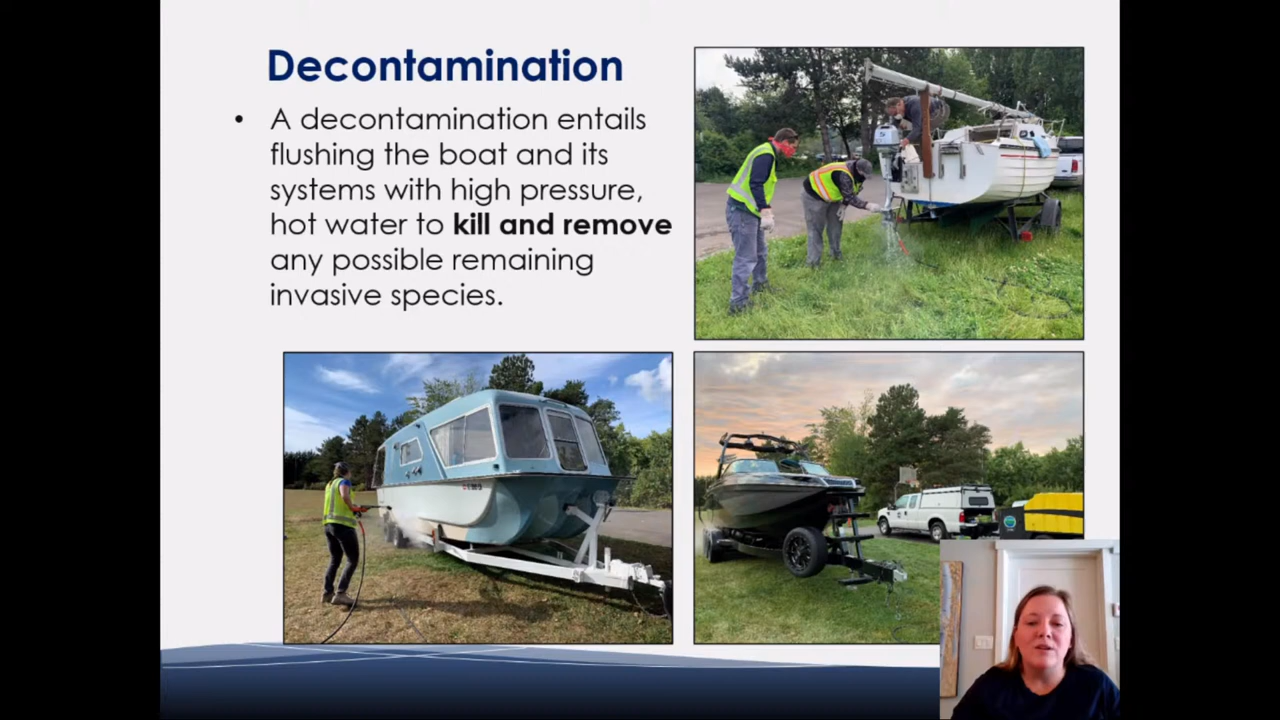 Decontamination
• A decontamination entails
flushing the boat and its
systems with high pressure,
hot water to kill and remove
any possible remaining
invasive species.